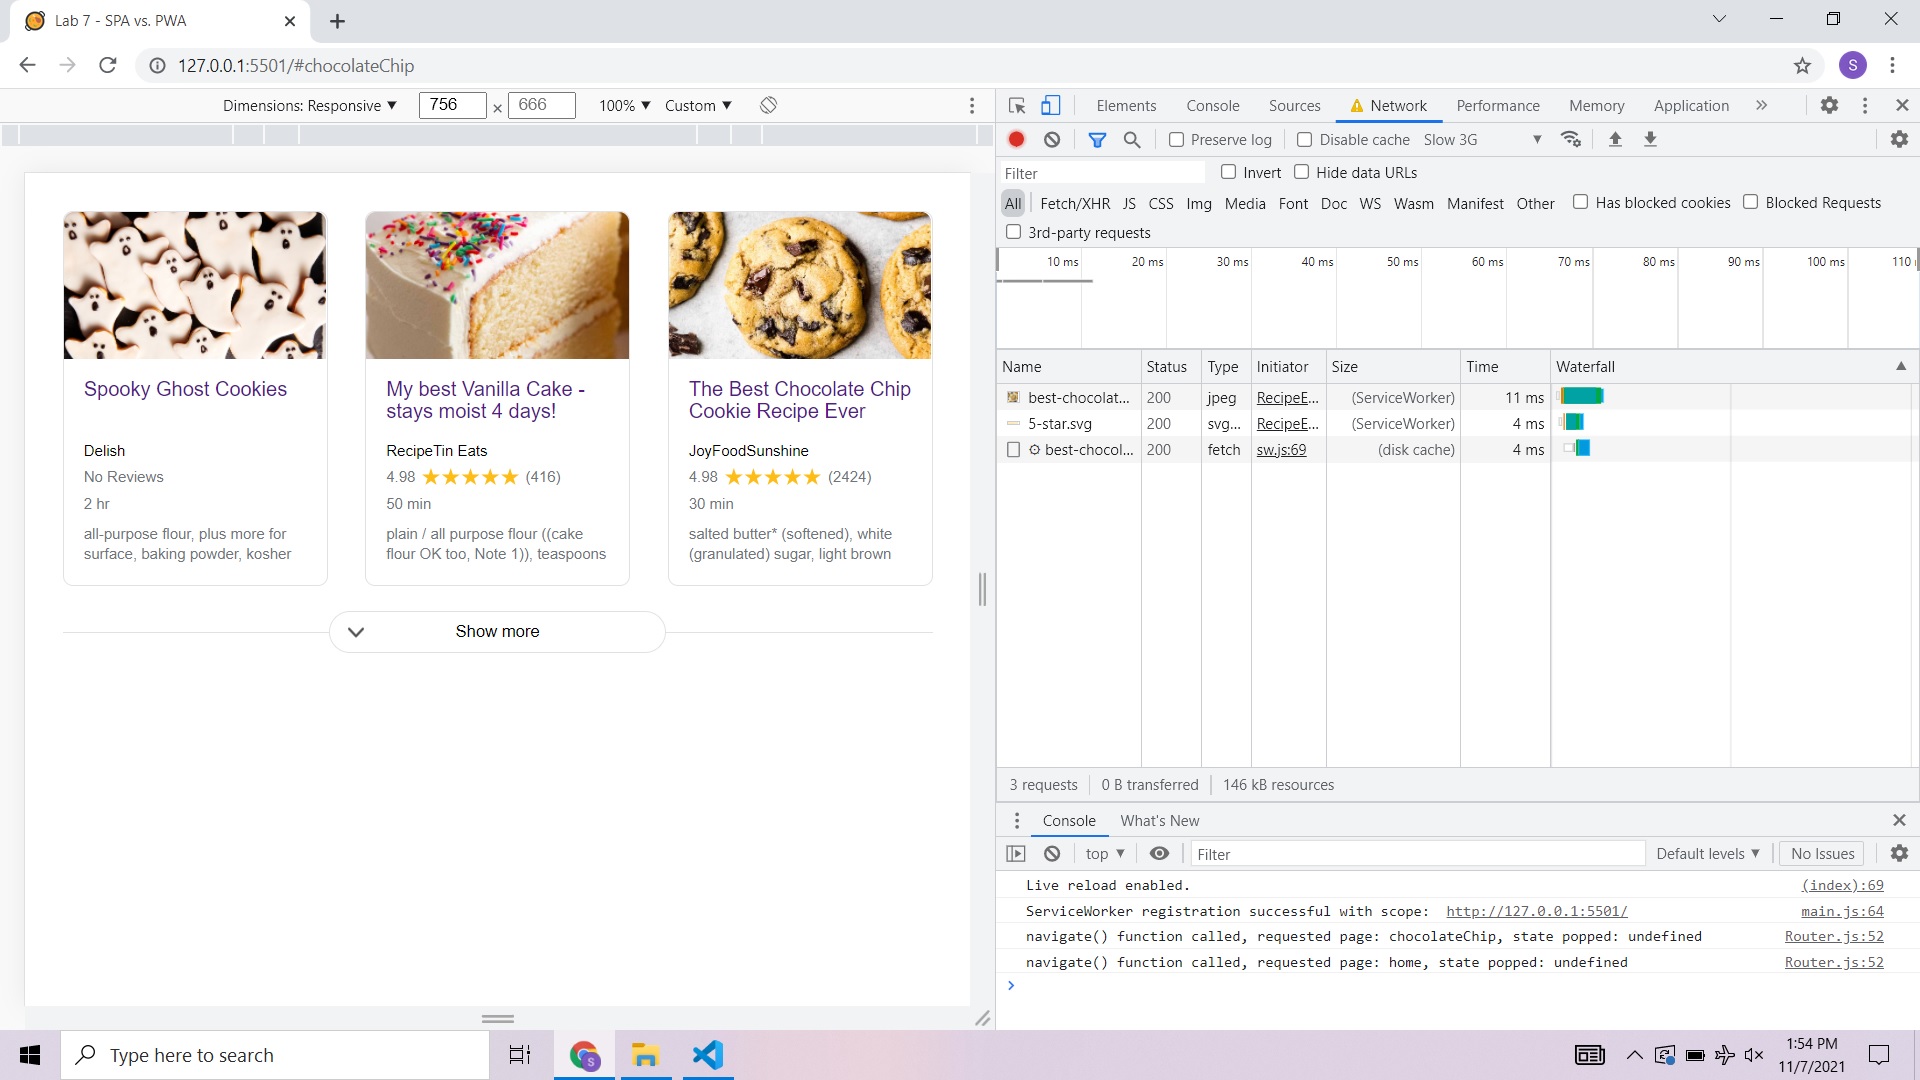 Lab 7 - SPA vs. PWA
127.0.0.1:5501/#chocolateChip
S
Dimensions: Responsive 756 × 666 100% Custom
Elements Console Sources Network Performance Memory Application
Preserve log Disable cache Slow 3G
Filter Invert Hide data URLs
All Fetch/XHR JS CSS Img Media Font Doc WS Wasm Manifest Other Has blocked cookies Blocked Requests
3rd-party requests
10 ms 20 ms 30 ms 40 ms 50 ms 60 ms 70 ms 80 ms 90 ms 100 ms 110
Name Status Type Initiator Size Time Waterfall
best-chocolat... 200 jpeg RecipeE... (ServiceWorker) 11 ms
5-star.svg 200 svg... RecipeE... (ServiceWorker) 4 ms
best-chocol... 200 fetch sw.js:69 (disk cache) 4 ms
3 requests 0 B transferred 146 kB resources
Spooky Ghost Cookies
Delish
No Reviews
2 hr
all-purpose flour, plus more for
surface, baking powder, kosher
My best Vanilla Cake -
stays moist 4 days!
RecipeTin Eats
4.98 (416)
50 min
plain / all purpose flour ((cake
flour OK too, Note 1)), teaspoons
The Best Chocolate Chip
Cookie Recipe Ever
JoyFoodSunshine
4.98 (2424)
30 min
salted butter* (softened), white
(granulated) sugar, light brown
Show more
Console What's New
top Filter Default levels No Issues
Live reload enabled. (index):69
ServiceWorker registration successful with scope: http://127.0.0.1:5501/ main.js:64
navigate() function called, requested page: chocolateChip, state popped: undefined Router.js:52
navigate() function called, requested page: home, state popped: undefined Router.js:52
Type here to search
S
1:54 PM
11/7/2021